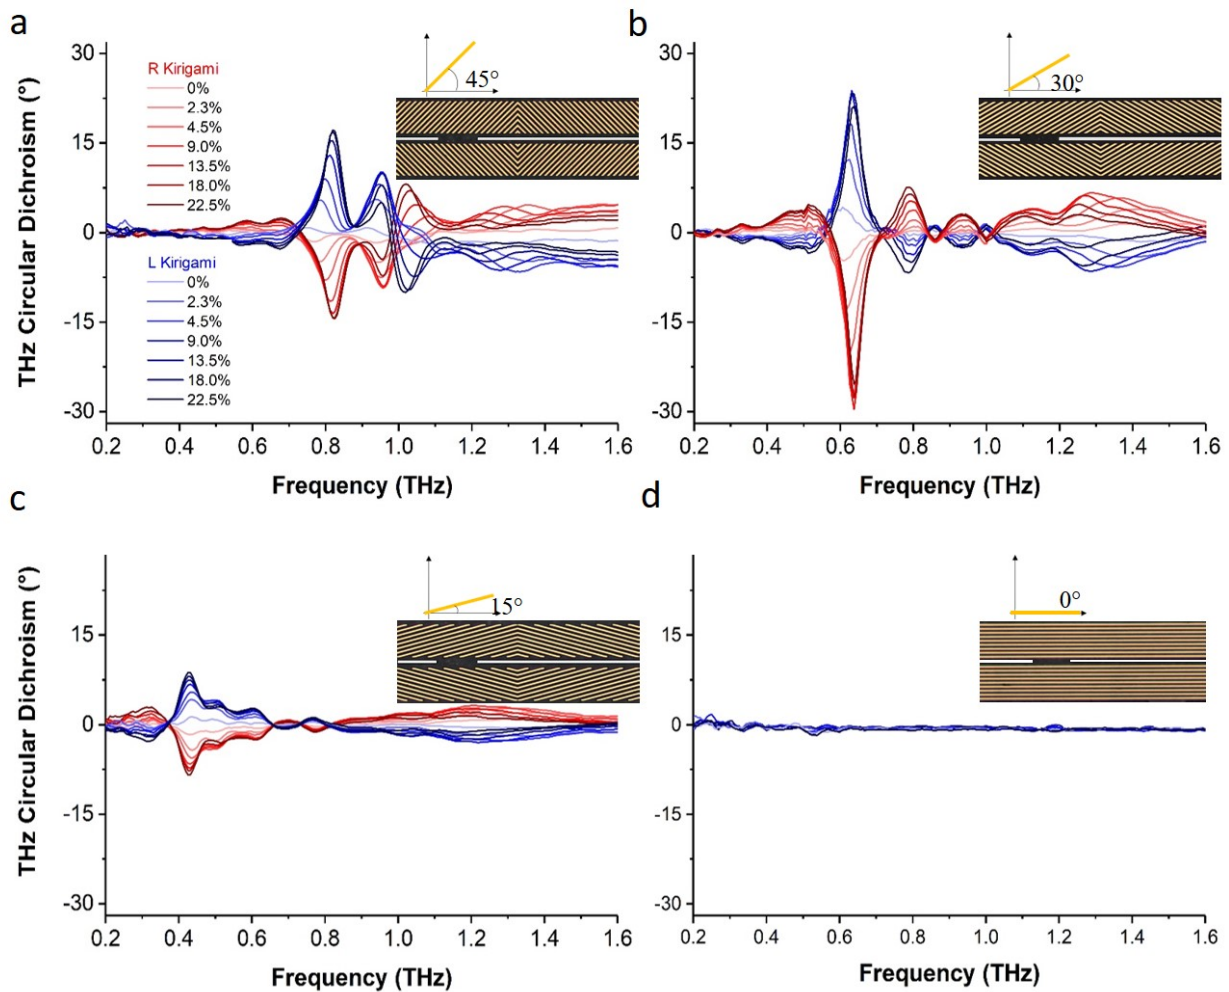 a
THz Circular Dichroism (°)
30
15
0
-15
-30
R Kirigami
0%
2.3%
4.5%
9.0%
13.5%
18.0%
22.5%
L Kirigami
0%
2.3%
4.5%
9.0%
13.5%
18.0%
22.5%
45°
0.2 0.4 0.6 0.8 1.0 1.2 1.4 1.6
Frequency (THz)
b
30
15
0
-15
-30
30°
0.2 0.4 0.6 0.8 1.0 1.2 1.4 1.6
Frequency (THz)
c
THz Circular Dichroism (°)
15
0
-15
-30
15°
0.2 0.4 0.6 0.8 1.0 1.2 1.4 1.6
Frequency (THz)
d
15
0
-15
-30
0°
0.2 0.4 0.6 0.8 1.0 1.2 1.4 1.6
Frequency (THz)